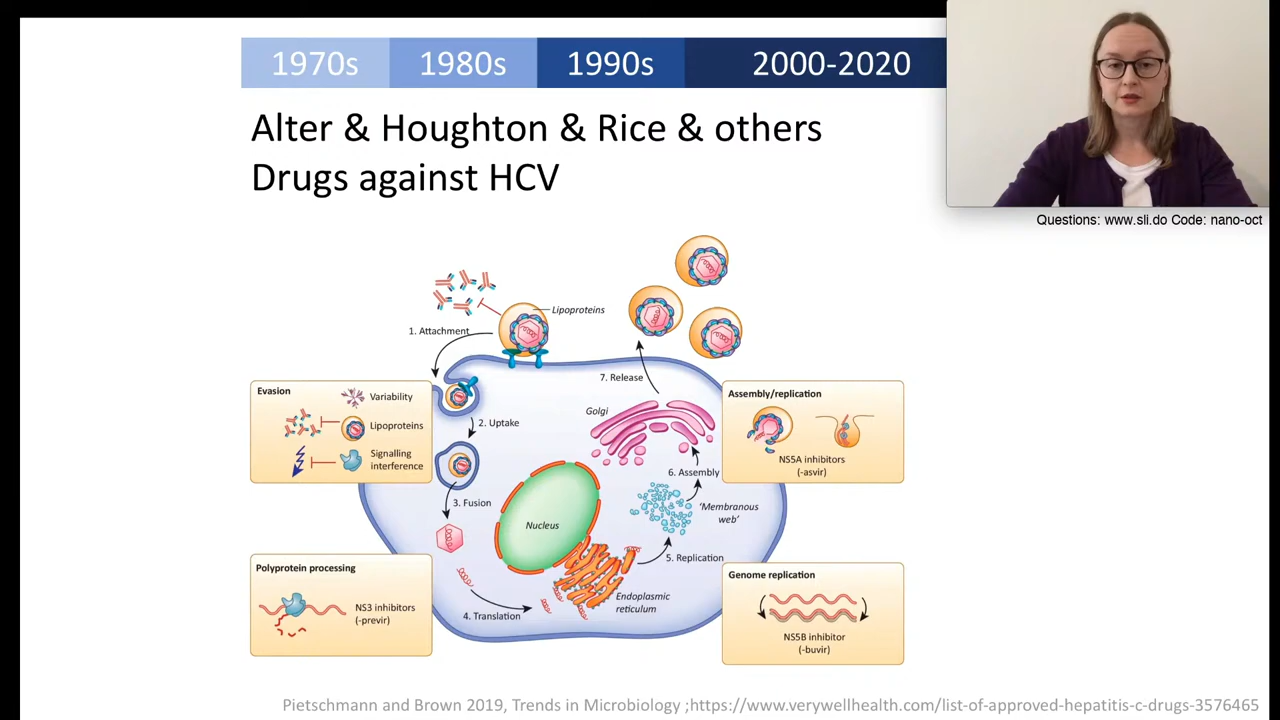 1970s
1980s
1990s
2000-2020
Alter & Houghton & Rice & others
Drugs against HCV
Questions: www.sli.do Code: nano-oct
Lipoproteins
1. Attachment
7. Release
Evasion
Variability
Lipoproteins
Signalling
interference
2. Uptake
Golgi
Assembly/replication
NS5A inhibitors
(-asvir)
6. Assembly
3. Fusion
'Membranous
web'
Nucleus
5. Replication
Polyprotein processing
NS3 inhibitors
(-previr)
4. Translation
Endoplasmic
reticulum
Genome replication
NS5B inhibitor
(-buvir)
Pietschmann and Brown 2019, Trends in Microbiology ;https://www.verywellhealth.com/list-of-approved-hepatitis-c-drugs-3576465